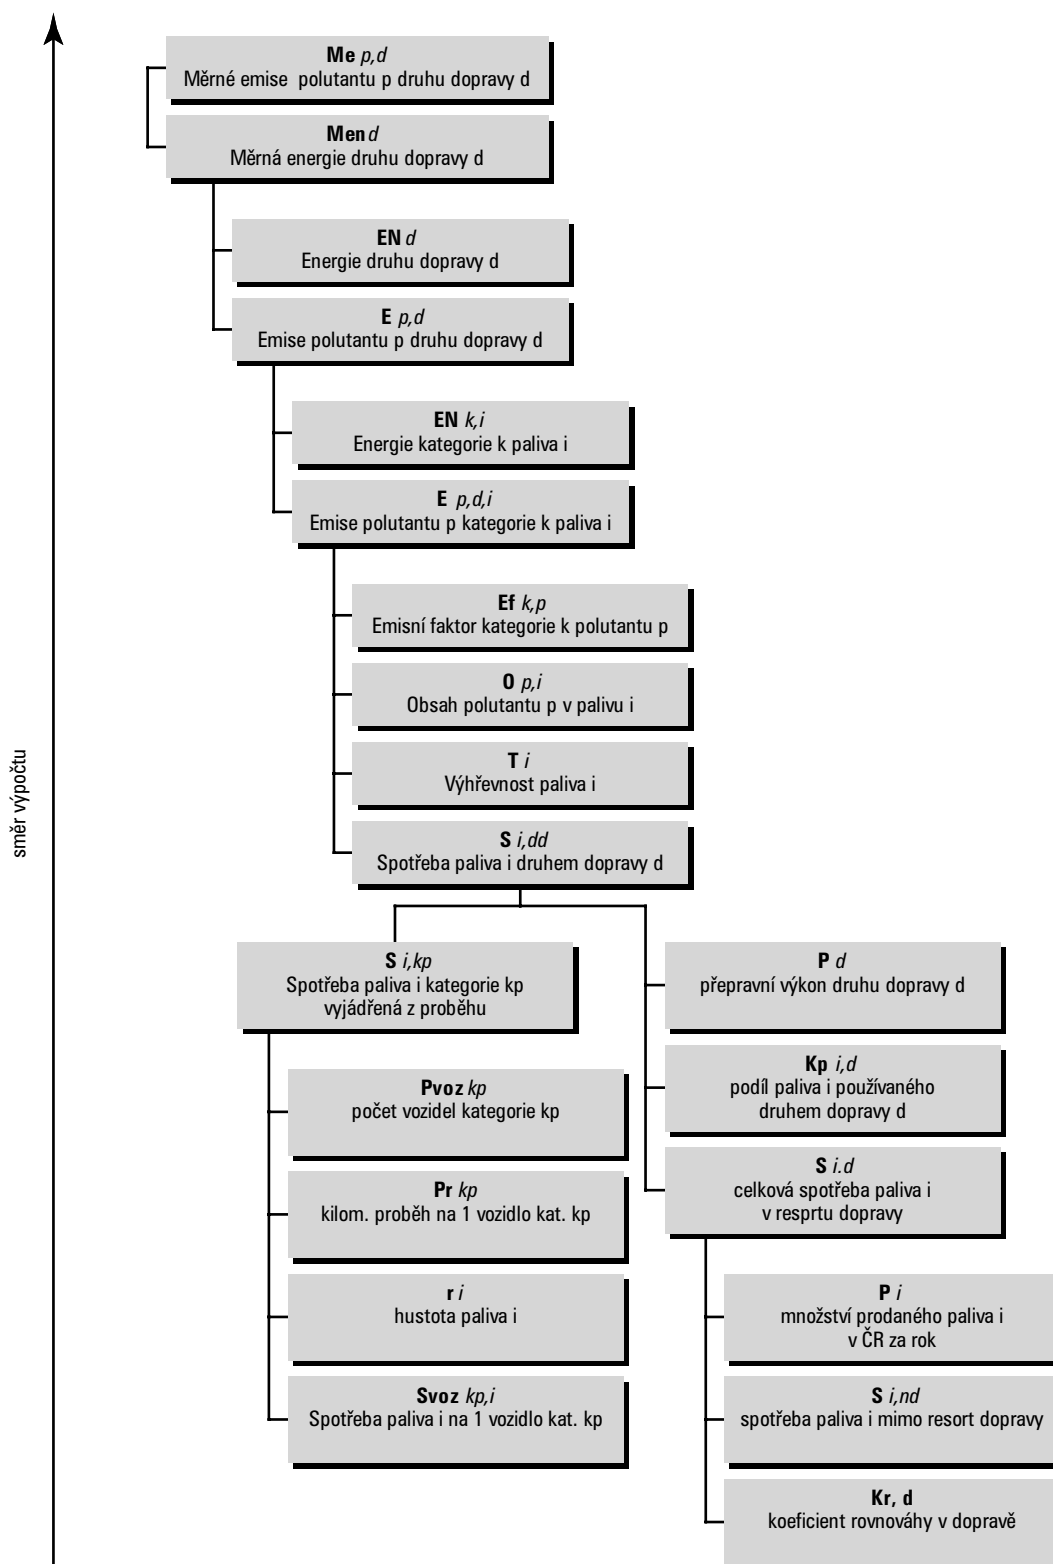 Me p,d
Měrné emise polutantu p druhu dopravy d
Men d
Měrná energie druhu dopravy d
EN d
Energie druhu dopravy d
E p,d
Emise polutantu p druhu dopravy d
EN k,i
Energie kategorie k paliva i
E p,d,i
Emise polutantu p kategorie k paliva i
Ef k,p
Emisní faktor kategorie k polutantu p
O p,i
Obsah polutantu p v palivu i
T i
Výhřevnost paliva i
S i,dd
Spotřeba paliva i druhem dopravy d
směr výpočtu
S i,kp
Spotřeba paliva i kategorie kp
vyjádřená z proběhu
Pvoz kp
počet vozidel kategorie kp
Pr kp
kilom. proběh na 1 vozidlo kat. kp
r i
hustota paliva i
Svoz kp,i
Spotřeba paliva i na 1 vozidlo kat. kp
P d
přepravní výkon druhu dopravy d
Kp i,d
podíl paliva i používaného
druhem dopravy d
S i.d
celková spotřeba paliva i
v resprtu dopravy
P i
množství prodaného paliva i
v ČR za rok
S i,nd
spotřeba paliva i mimo resort dopravy
Kr, d
koeficient rovnováhy v dopravě